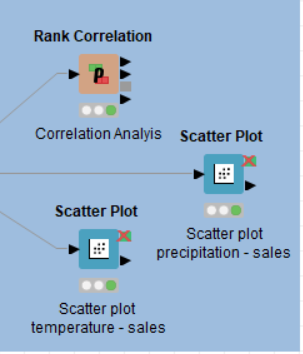 Rank Correlation
Correlation Analyis
Scatter Plot
Scatter plot
precipitation - sales
Scatter Plot
Scatter plot
temperature - sales